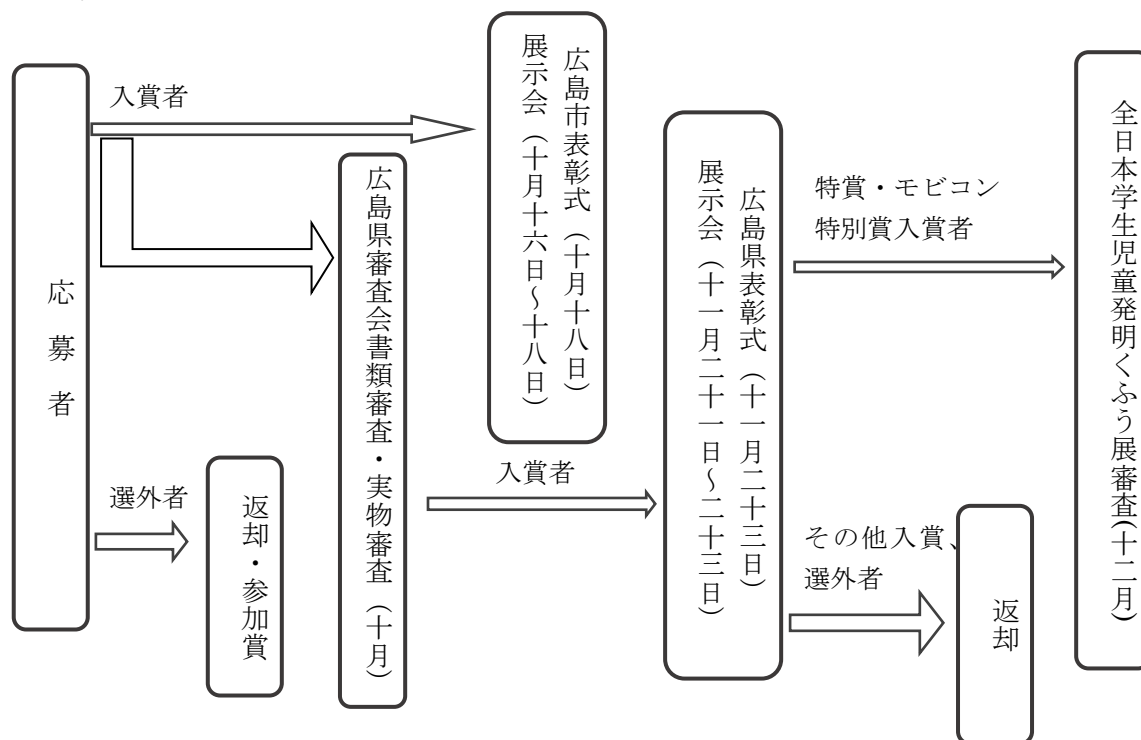 応募者
入賞者
選外者
返却・参加賞
広島県審査会書類審査・実物審査（十月）
広島市表彰式（十月十八日）
展示会（十月十六日～十八日）
入賞者
広島県表彰式（十一月二十三日）
展示会（十一月二十一日～二十三日）
特賞・モビコン
特別賞入賞者
その他入賞、
選外者
返却
全日本学生児童発明くふう展審査(十二月)